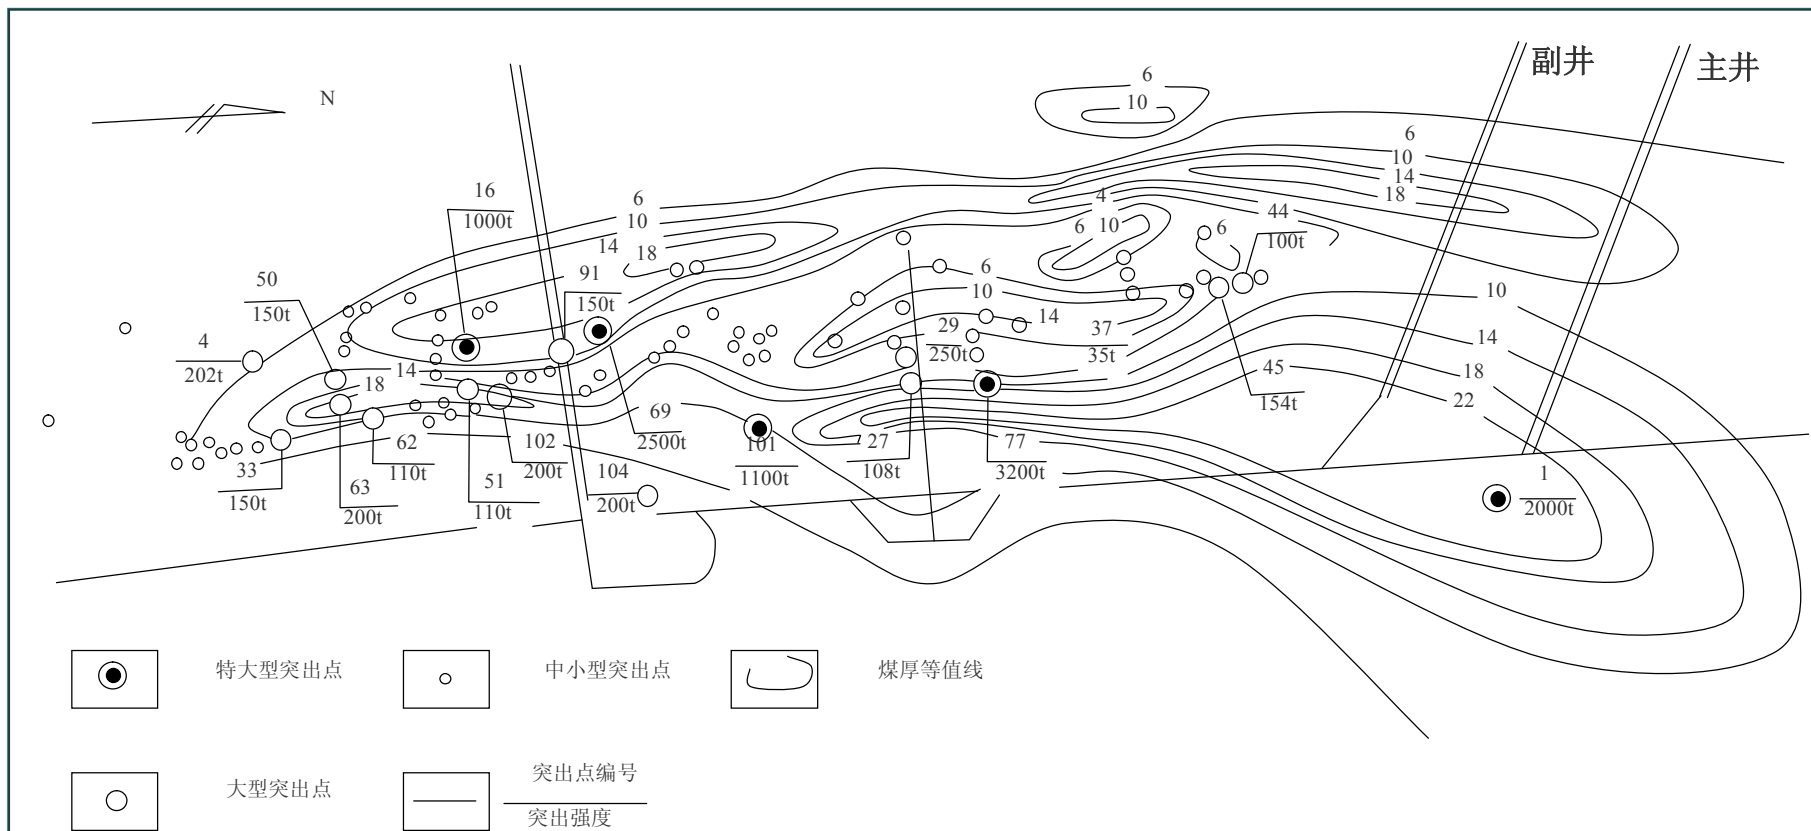 副井
主井
N
6
10
6
10
14
18
16
1000t
6
10
14
18
4
6
10
6
44
100t
50
150t
91
150t
6
10
14
10
14
18
22
4
202t
29
250t
37
35t
14
18
45
154t
69
2500t
33
150t
62
110t
102
200t
104
200t
101
1100t
27
108t
77
3200t
63
200t
51
110t
1
2000t
特大型突出点
中小型突出点
煤厚等值线
大型突出点
突出点编号
突出强度